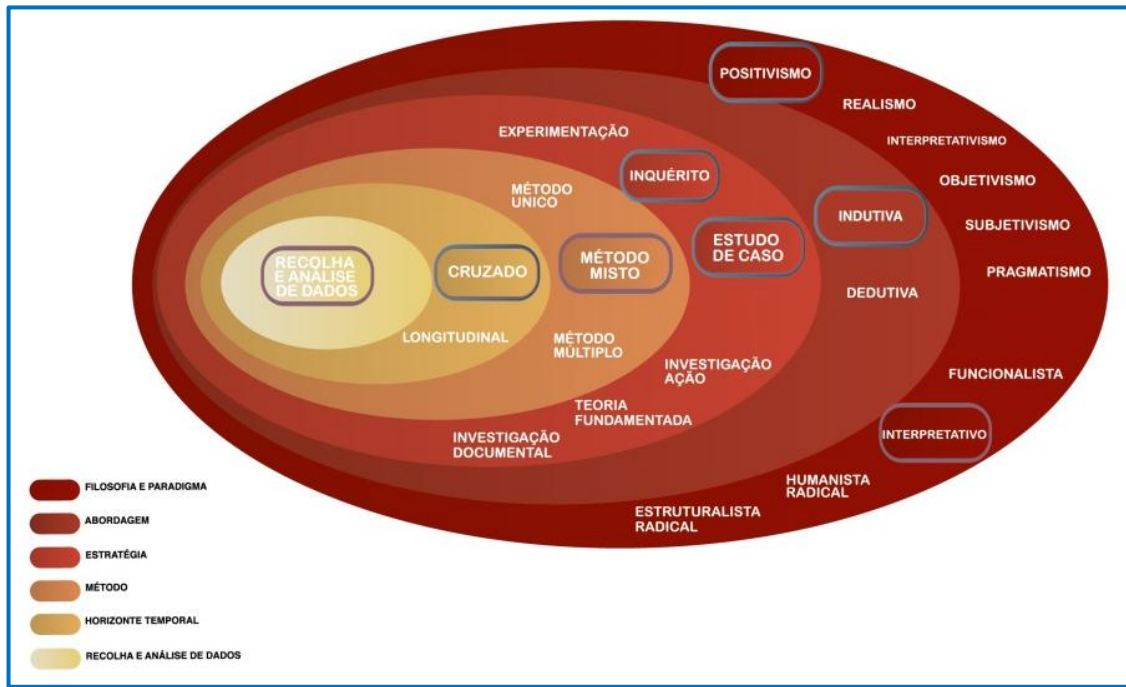 POSITIVISMO
REALISMO
EXPERIMENTAÇÃO
INTERPRETATIVISMO
INQUÉRITO
OBJETIVISMO
MÉTODO
UNICO
INDUTIVA
SUBJETIVISMO
ESTUDO
DE CASO
RECOLHA
E ANÁLISE
DE DADOS
CRUZADO
MÉTODO
MISTO
PRAGMATISMO
DEDUTIVA
LONGITUDINAL
MÉTODO
MÚLTIPLO
INVESTIGAÇÃO
AÇÃO
FUNCIONALISTA
TEORIA
FUNDAMENTADA
INTERPRETATIVO
INVESTIGAÇÃO
DOCUMENTAL
HUMANISTA
RADICAL
ESTRUTURALISTA
RADICAL
FILOSOFIA E PARADIGMA
ABORDAGEM
ESTRATÉGIA
MÉTODO
HORIZONTE TEMPORAL
RECOLHA E ANÁLISE DE DADOS